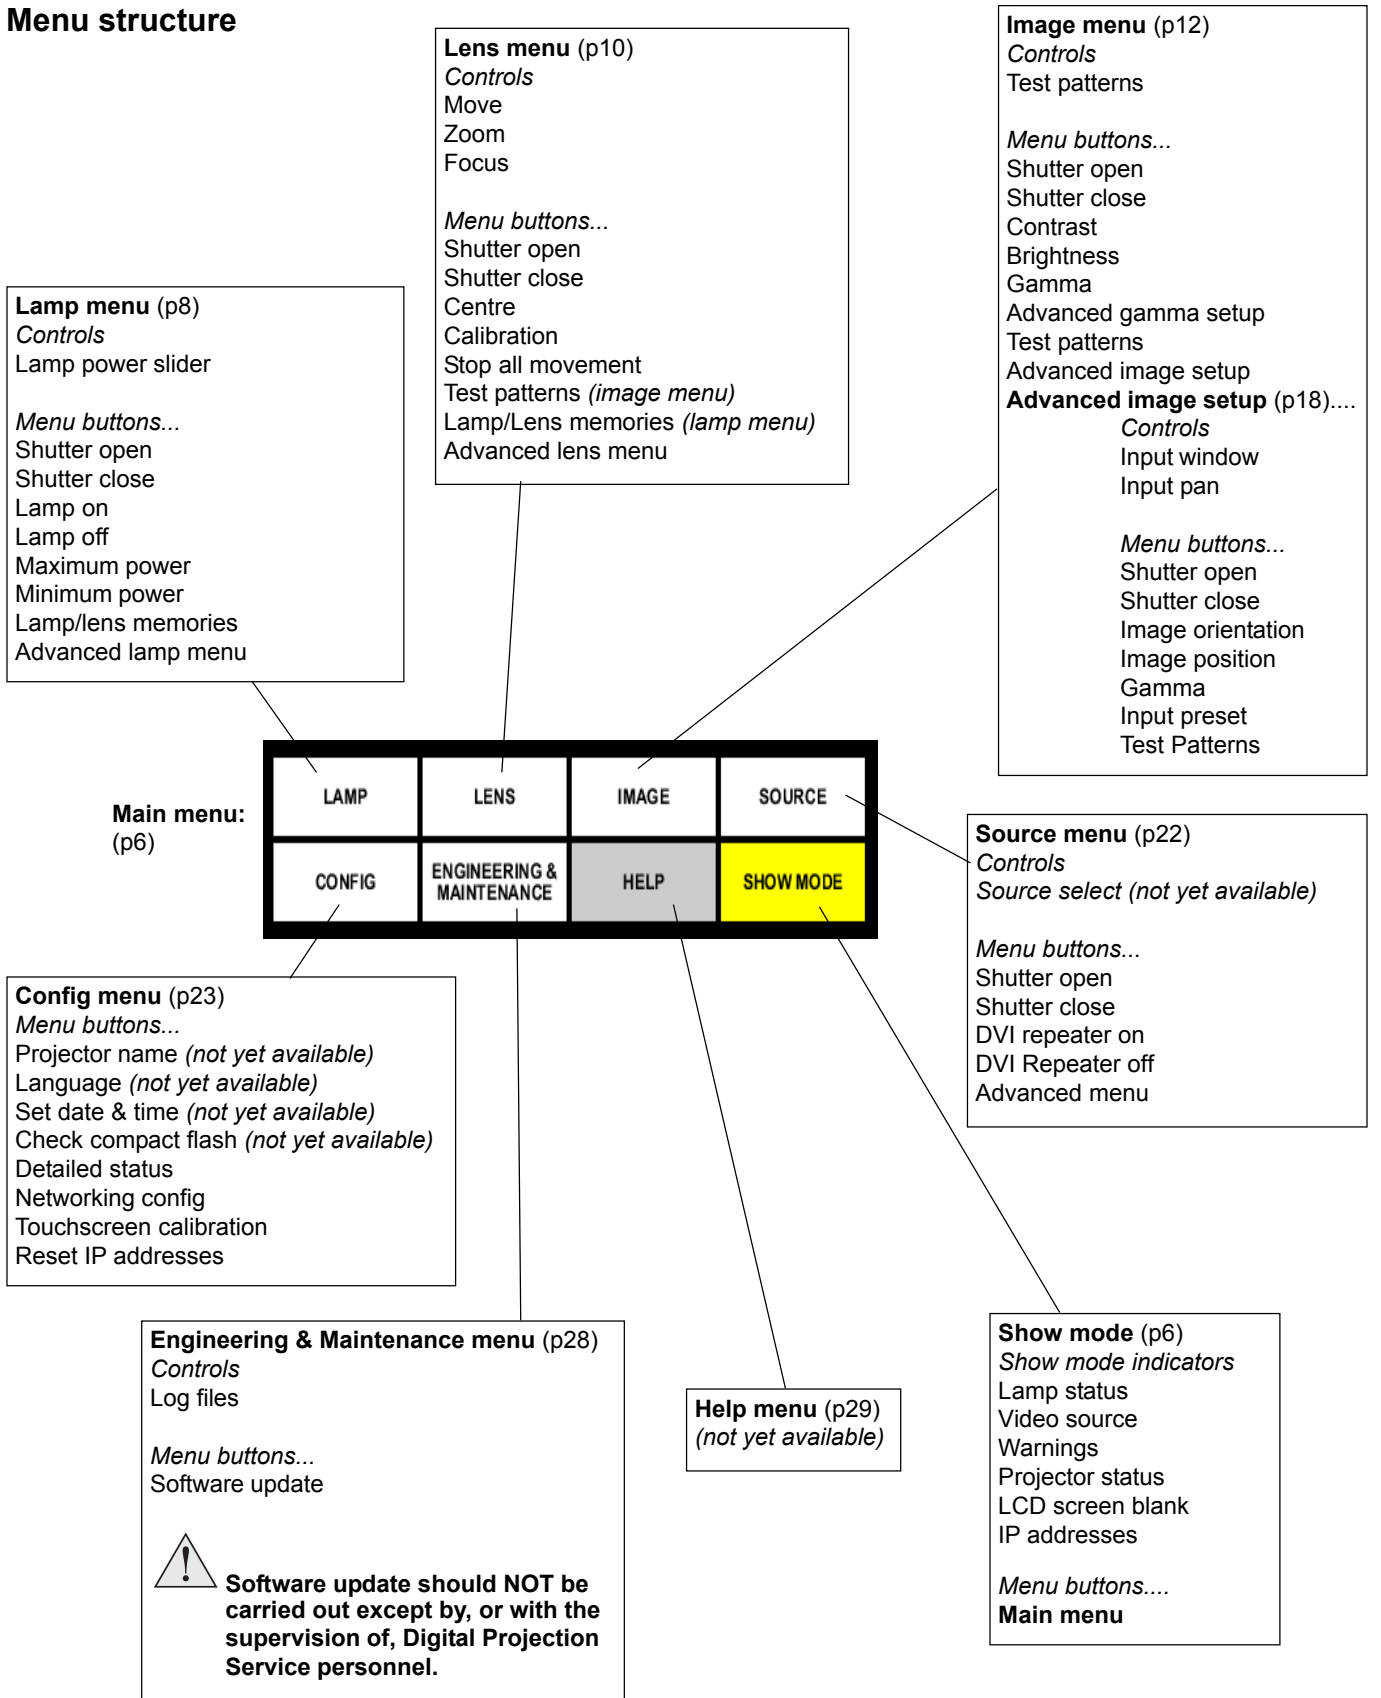 Menu structure
Lens menu (p10)
Controls
Move
Zoom
Focus
Menu buttons...
Shutter open
Shutter close
Centre
Calibration
Stop all movement
Test patterns (image menu)
Lamp/Lens memories (lamp menu)
Advanced lens menu
Image menu (p12)
Controls
Test patterns
Menu buttons...
Shutter open
Shutter close
Contrast
Brightness
Gamma
Advanced gamma setup
Test patterns
Advanced image setup
Advanced image setup (p18)....
Controls
Input window
Input pan
Menu buttons...
Shutter open
Shutter close
Image orientation
Image position
Gamma
Input preset
Test Patterns
Lamp menu (p8)
Controls
Lamp power slider
Menu buttons...
Shutter open
Shutter close
Lamp on
Lamp off
Maximum power
Minimum power
Lamp/lens memories
Advanced lamp menu
Main menu:
(p6)
LAMP
LENS
IMAGE
SOURCE
CONFIG
ENGINEERING &
MAINTENANCE
HELP
SHOW MODE
Source menu (p22)
Controls
Source select (not yet available)
Menu buttons...
Shutter open
Shutter close
DVI repeater on
DVI Repeater off
Advanced menu
Config menu (p23)
Menu buttons...
Projector name (not yet available)
Language (not yet available)
Set date & time (not yet available)
Check compact flash (not yet available)
Detailed status
Networking config
Touchscreen calibration
Reset IP addresses
Engineering & Maintenance menu (p28)
Controls
Log files
Menu buttons...
Software update
Software update should NOT be
carried out except by, or with the
supervision of, Digital Projection
Service personnel.
Help menu (p29)
(not yet available)
Show mode (p6)
Show mode indicators
Lamp status
Video source
Warnings
Projector status
LCD screen blank
IP addresses
Menu buttons....
Main menu